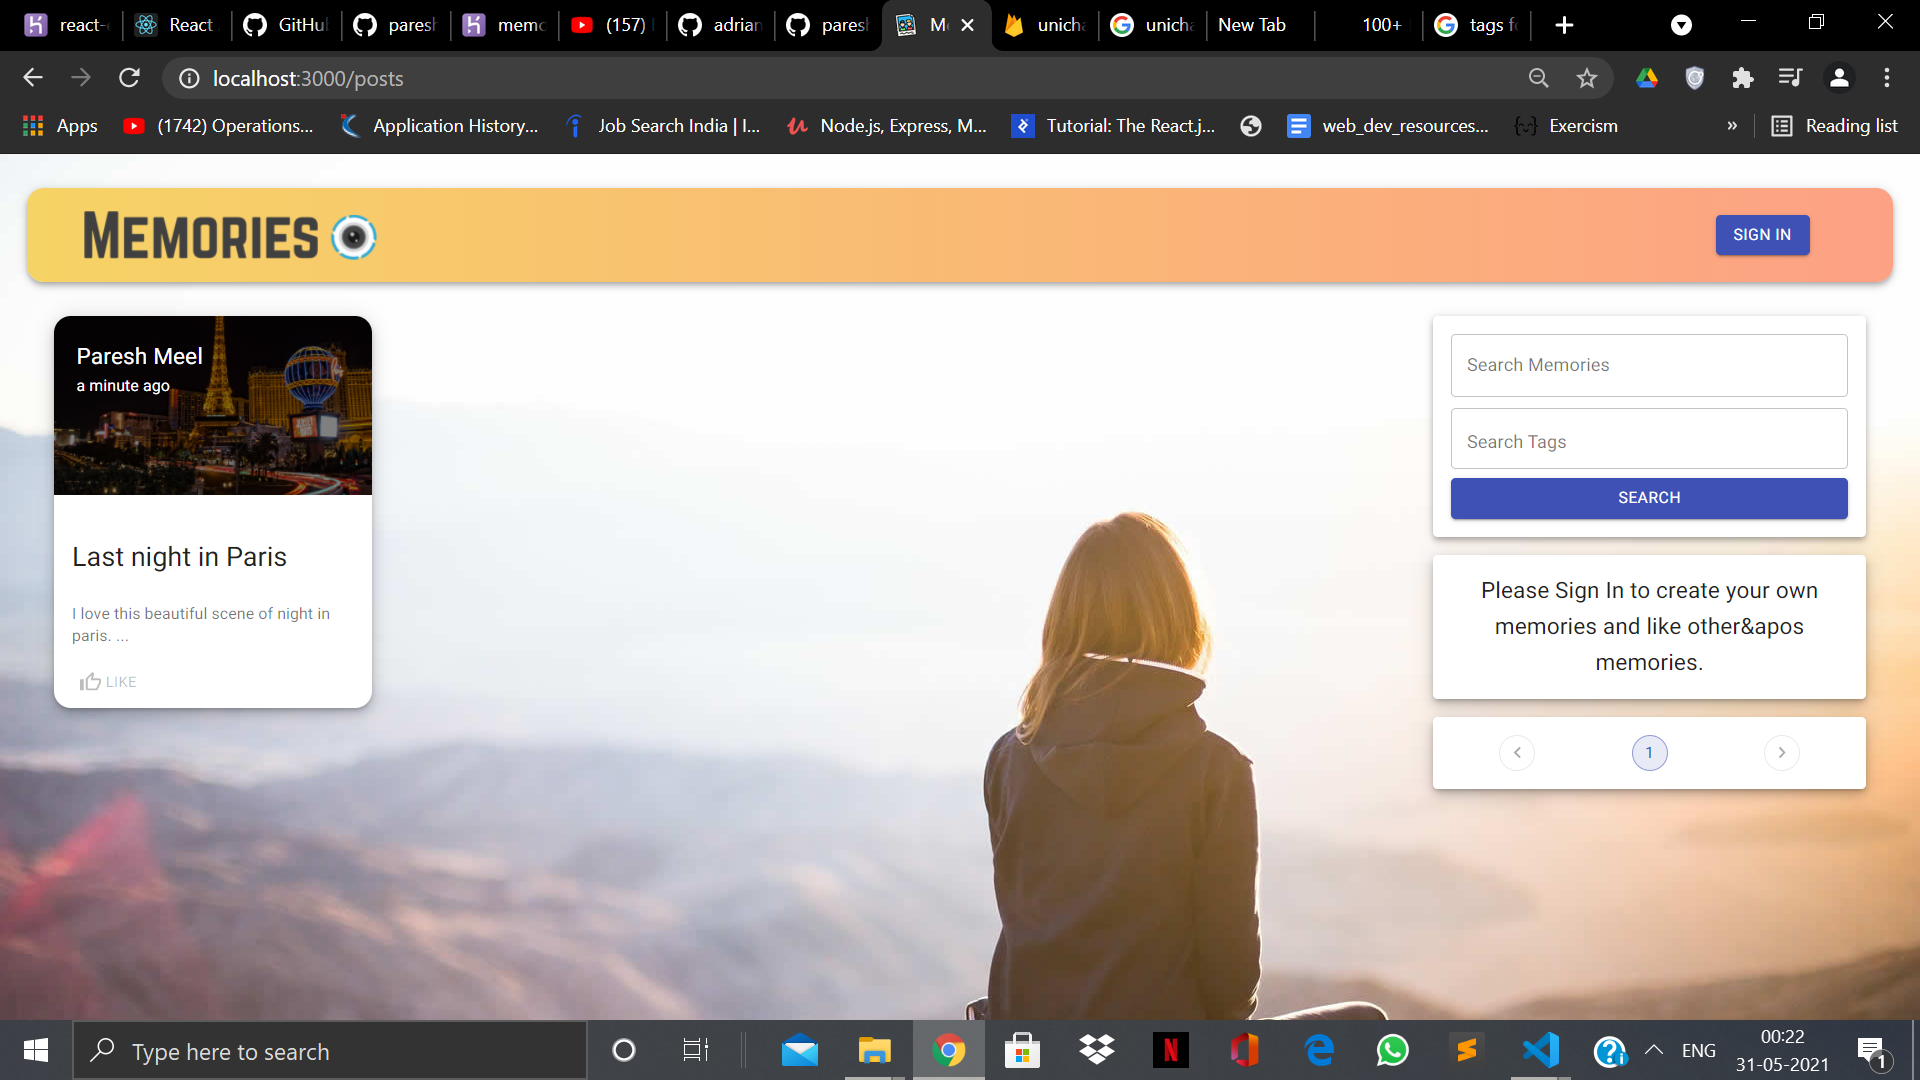 react-
React
GitHu
paresh
memo
(157)
adrian
paresh
M
unicha
unicha
New Tab
100+
tags fo
localhost:3000/posts
Apps
(1742) Operations...
Application History...
Job Search India | I...
Node.js, Express, M...
Tutorial: The React.j...
web_dev_resources...
Exercism
»
Reading list
MEMORIES
SIGN IN
Paresh Meel
a minute ago
Last night in Paris
I love this beautiful scene of night in
paris. ...
LIKE
Search Memories
Search Tags
SEARCH
Please Sign In to create your own
memories and like other&apos
memories.
1
Type here to search
ENG
00:22
31-05-2021
1